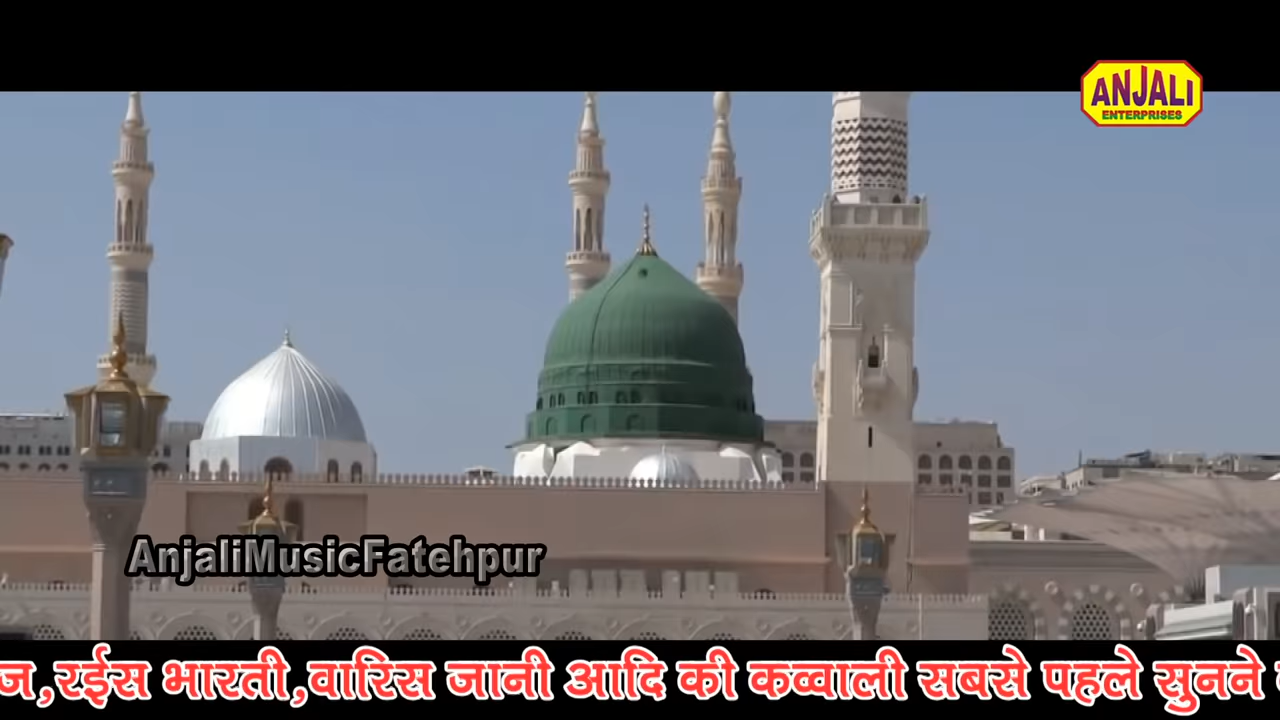 ANJALI
ENTERPRISES
AnjaliMusicFatehpur
ज,रईस भारती,वारिस जानी आदि की कव्वाली सबसे पहले सुनने